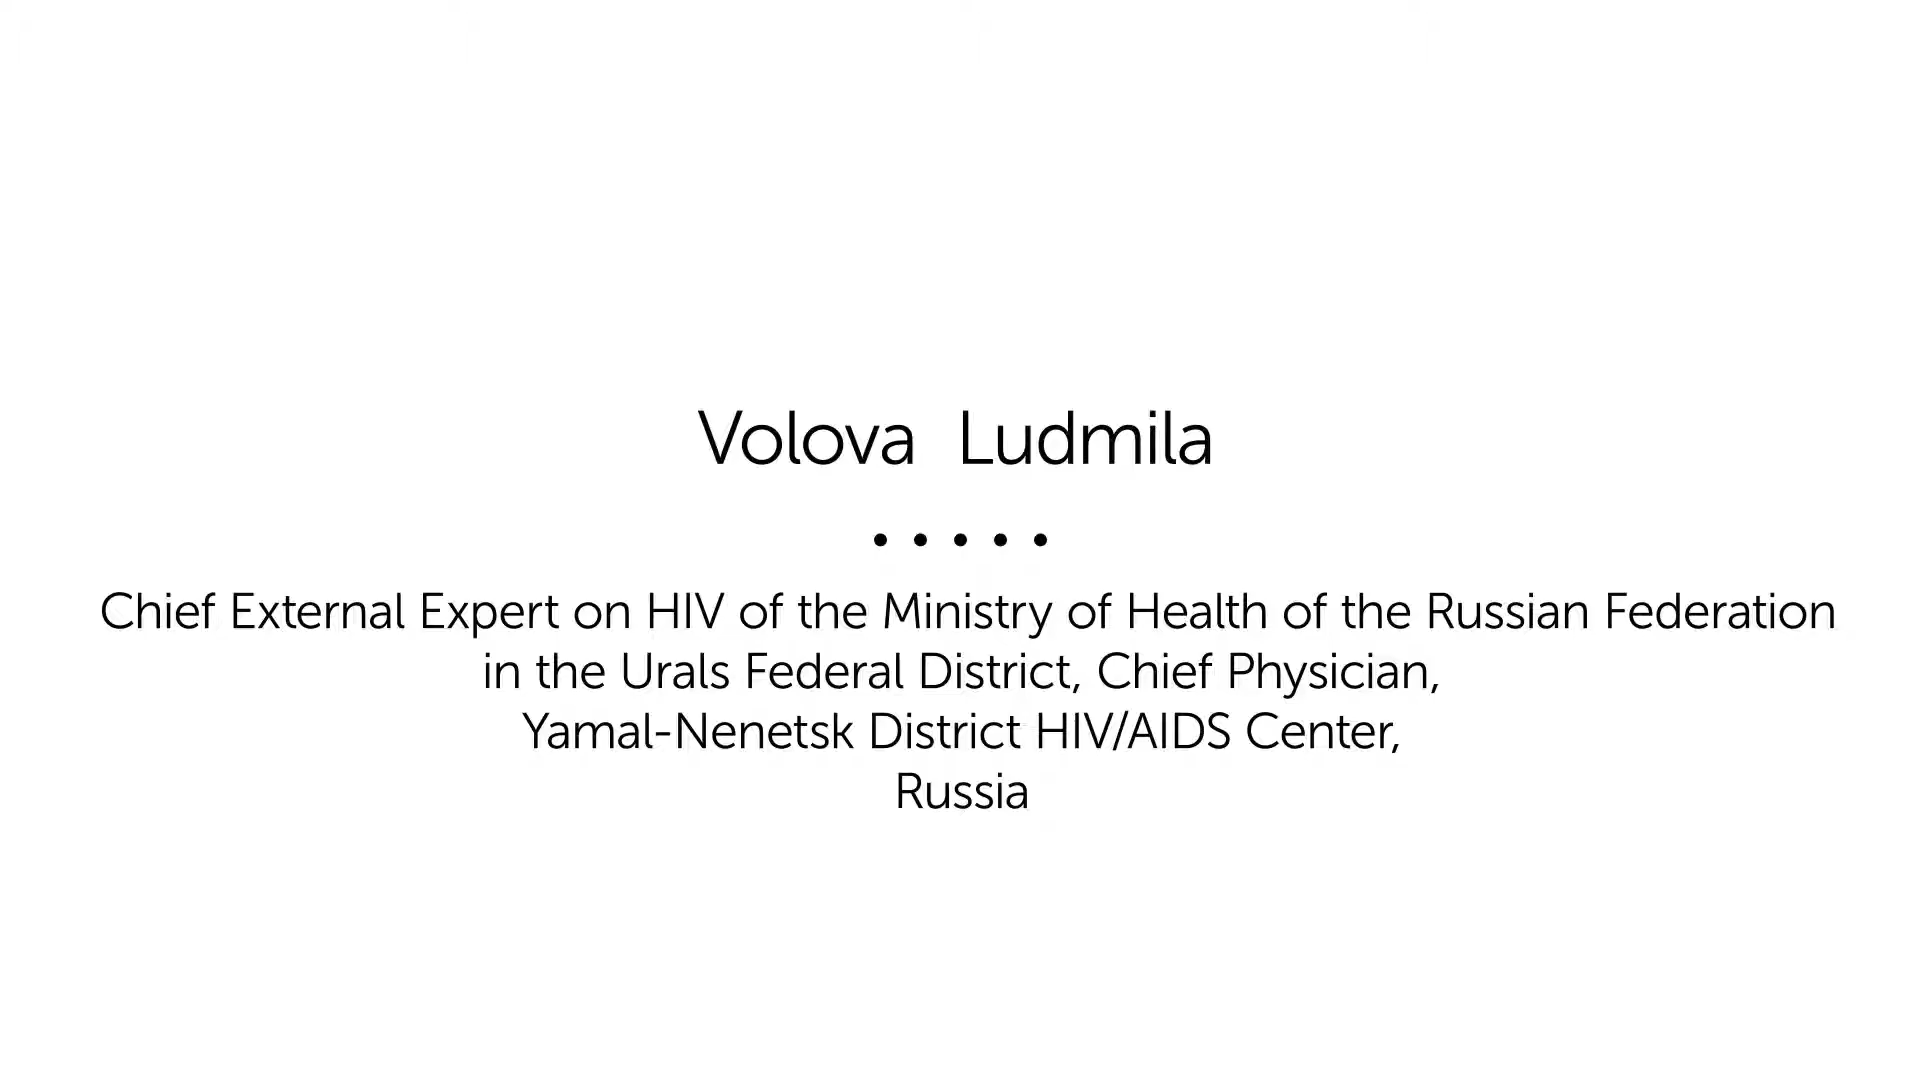 Volova Ludmila
• • • • •
Chief External Expert on HIV of the Ministry of Health of the Russian Federation
in the Urals Federal District, Chief Physician,
Yamal-Nenetsk District HIV/AIDS Center,
Russia